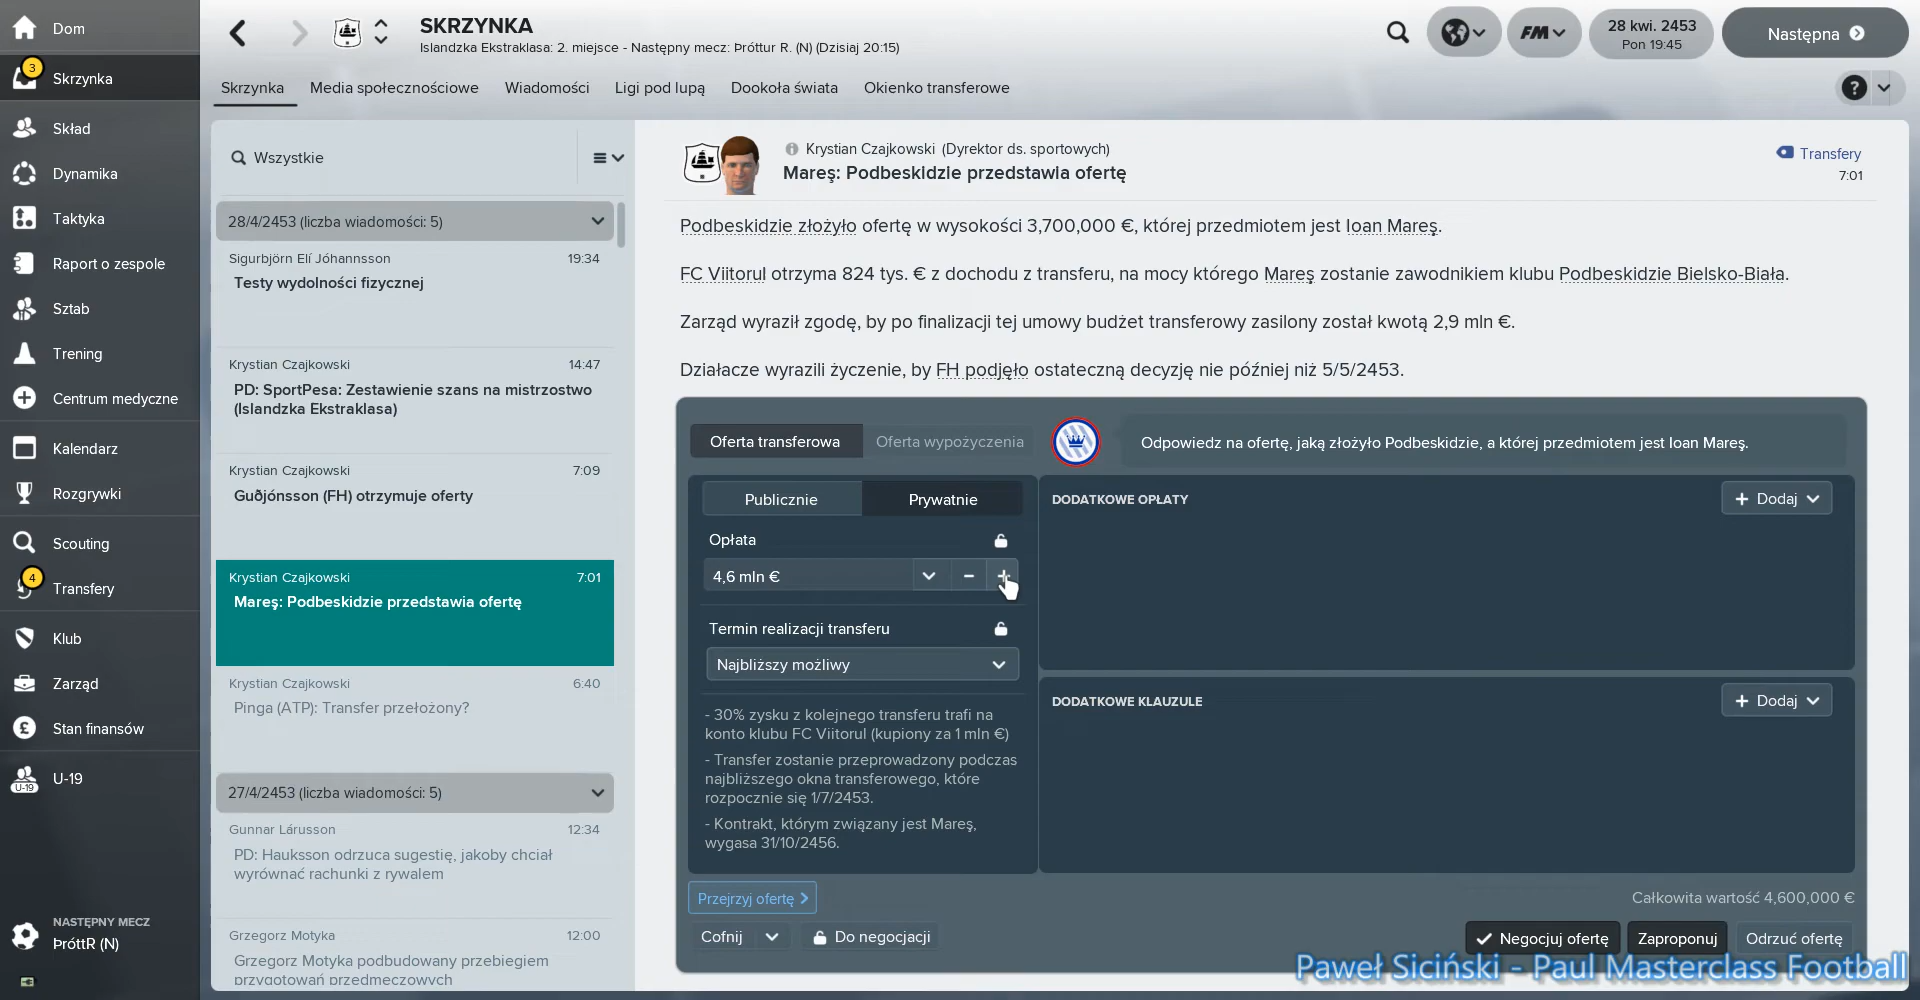 Dom
3
Skrzynka
Skład
Dynamika
Taktyka
Raport o zespole
Sztab
Trening
Centrum medyczne
Kalendarz
Rozgrywki
Scouting
4
Transfery
Klub
Zarząd
Stan finansów
U-19
U-19
NASTĘPNY MECZ
ÞróttR (N)
SKRZYNKA
Islandzka Ekstraklasa: 2. miejsce - Następny mecz: Þróttur R. (N) (Dzisiaj 20:15)
FM
28 kwi. 2453
Pon 19:45
Następna
Skrzynka Media społecznościowe Wiadomości Ligi pod lupą Dookoła świata Okienko transferowe
?
Wszystkie
28/4/2453 (liczba wiadomości: 5)
Sigurbjörn Elí Jóhannsson 19:34
Testy wydolności fizycznej
Krystian Czajkowski 14:47
PD: SportPesa: Zestawienie szans na mistrzostwo
(Islandzka Ekstraklasa)
Krystian Czajkowski 7:09
Guðjónsson (FH) otrzymuje oferty
Krystian Czajkowski 7:01
Mareş: Podbeskidzie przedstawia ofertę
Krystian Czajkowski 6:40
Pinga (ATP): Transfer przełożony?
27/4/2453 (liczba wiadomości: 5)
Gunnar Lárusson 12:34
PD: Hauksson odrzuca sugestię, jakoby chciał
wyrównać rachunki z rywalem
Grzegorz Motyka 12:00
Grzegorz Motyka podbudowany przebiegiem
przygotowań przedmeczowych
Krystian Czajkowski (Dyrektor ds. sportowych)
Mareş: Podbeskidzie przedstawia ofertę
Transfery
7:01
Podbeskidzie złożyło ofertę w wysokości 3,700,000 €, której przedmiotem jest Ioan Mareş.
FC Viitorul otrzyma 824 tys. € z dochodu z transferu, na mocy którego Mareş zostanie zawodnikiem klubu Podbeskidzie Bielsko-Biała.
Zarząd wyraził zgodę, by po finalizacji tej umowy budżet transferowy zasilony został kwotą 2,9 mln €.
Działacze wyrazili życzenie, by FH podjęło ostateczną decyzję nie później niż 5/5/2453.
Oferta transferowa Oferta wypożyczenia
Odpowiedz na ofertę, jaką złożyło Podbeskidzie, a której przedmiotem jest Ioan Mareş.
Publicznie Prywatnie
Opłata
4,6 mln €
Termin realizacji transferu
Najbliższy możliwy
- 30% zysku z kolejnego transferu trafi na
konto klubu FC Viitorul (kupiony za 1 mln €)
- Transfer zostanie przeprowadzony podczas
najbliższego okna transferowego, które
rozpocznie się 1/7/2453.
- Kontrakt, którym związany jest Mareş,
wygasa 31/10/2456.
DODATKOWE OPŁATY
+ Dodaj
DODATKOWE KLAUZULE
+ Dodaj
Przejrzyj ofertę
Całkowita wartość 4,600,000 €
Cofnij
Do negocjacji
Negocjuj ofertę
Zaproponuj
Odrzuć ofertę
Paweł Siciński - Paul Masterclass Football